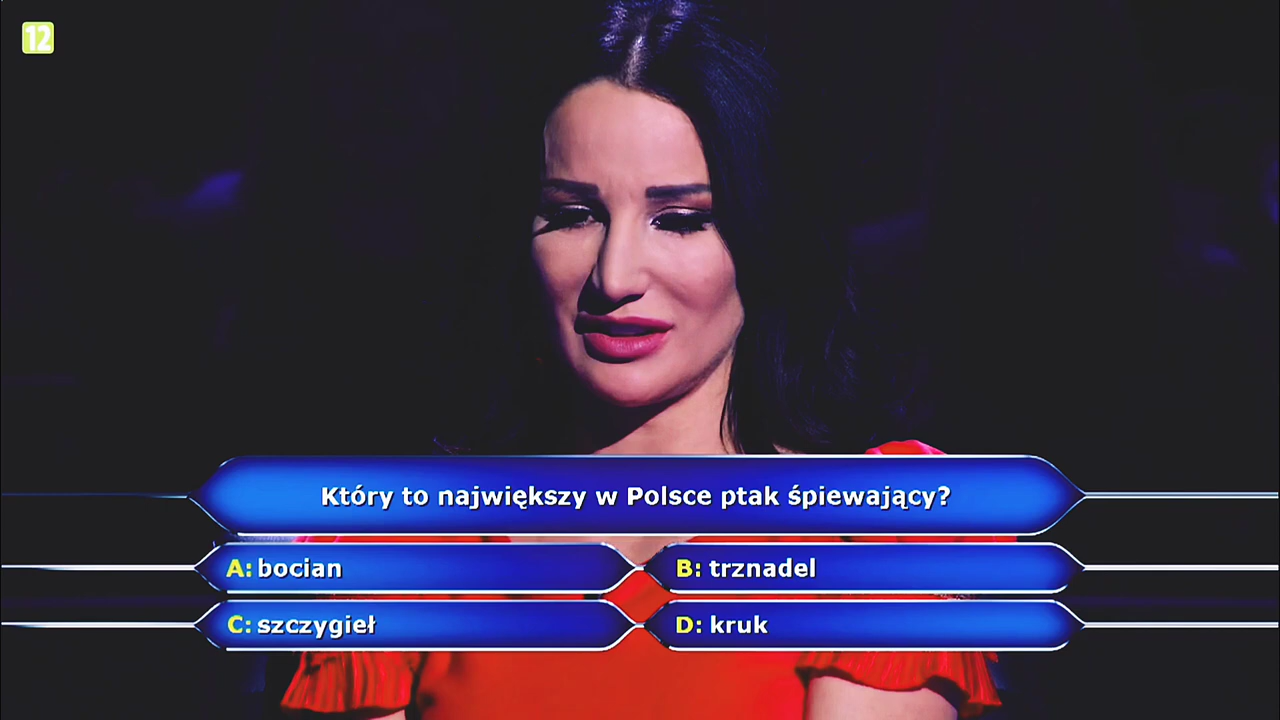 12
Który to największy w Polsce ptak śpiewający?
A: bocian
B: trznadel
C: szczygieł
D: kruk